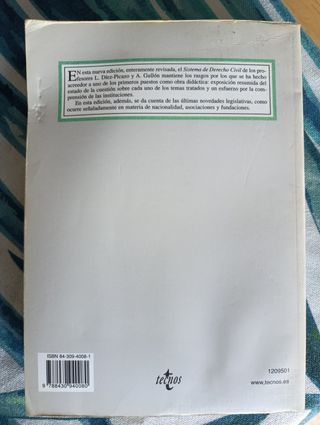 EN esta nueva edición, enteramente revisada, el Sistema de Derecho Civil de los pro-
fesores L. Díez-Picazo y A. Gullón mantiene los rasgos por los que se ha hecho
acreedor a uno de los primeros puestos como obra didáctica: exposición resumida del
estado de la cuestión sobre cada uno de los temas tratados y un esfuerzo por la com-
prensión de las instituciones.
En esta edición, además, se da cuenta de las últimas novedades legislativas, como
ocurre señaladamente en materia de nacionalidad, asociaciones y fundaciones.
ISBN 84-309-4008-1
9 788430 940080
tecnos
1209501
www.tecnos.es